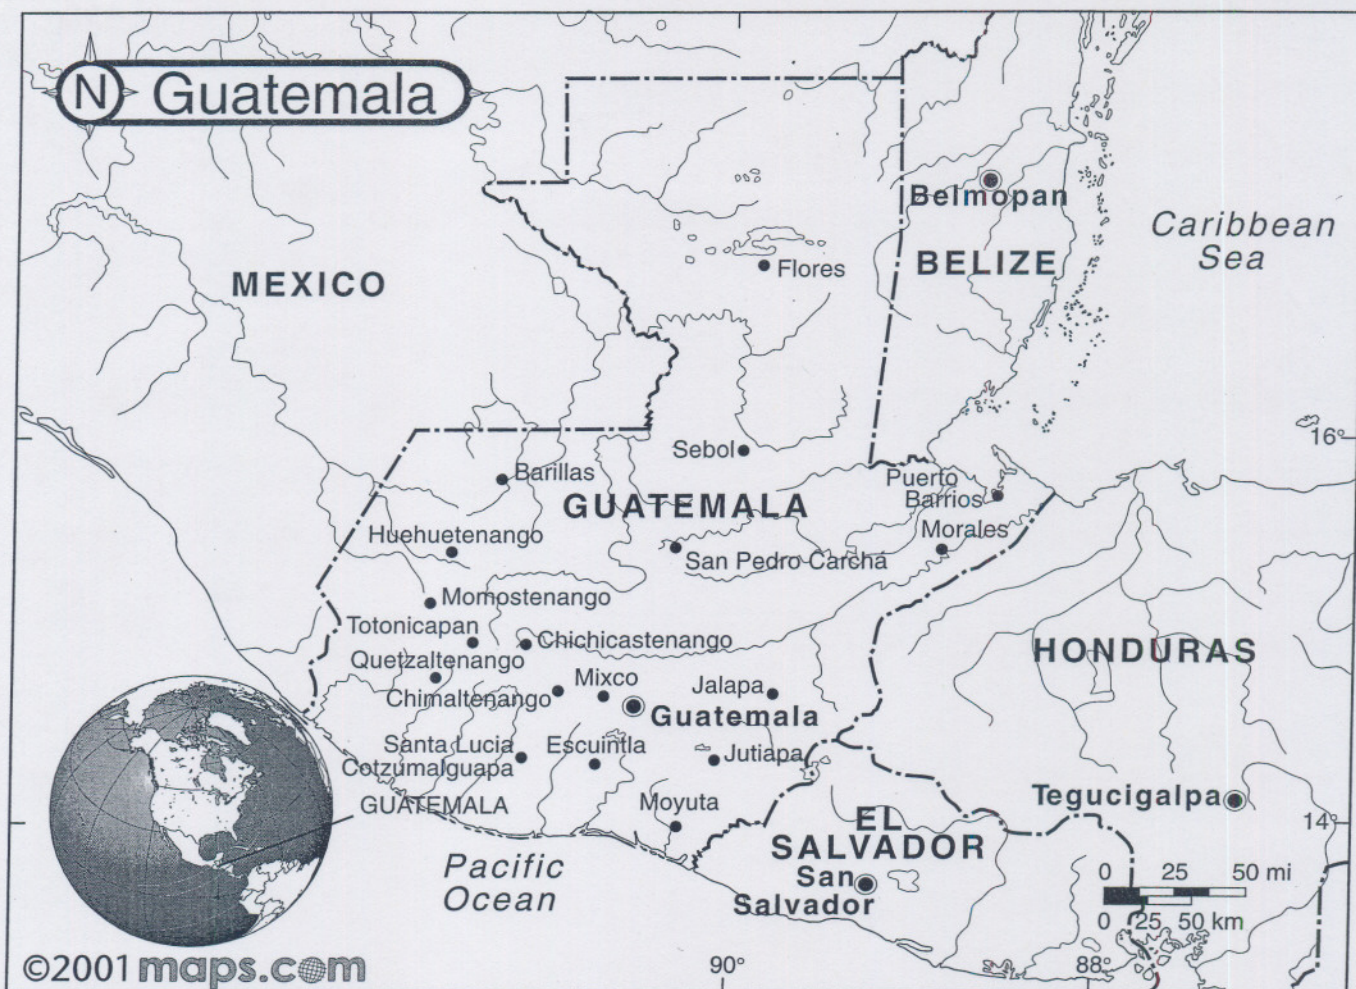 N Guatemala
Belmopan
Caribbean
Sea
BELIZE
MEXICO
Flores
Sebol
16°
Barillas
Puerto
Barrios
GUATEMALA
Huehuetenango
Morales
San Pedro Carchá
Momostenango
Totonicapan
Chichicastenango
HONDURAS
Quetzaltenango
Mixco
Jalapa
Chimaltenango
Guatemala
Santa Lucia
Cotzumalguapa
Escuintla
Jutiapa
GUATEMALA
Moyuta
Tegucigalpa
14°
EL
SALVADOR
San
Salvador
Pacific
Ocean
0 25 50 mi
0 25 50 km
©2001 maps.com
90°
88°